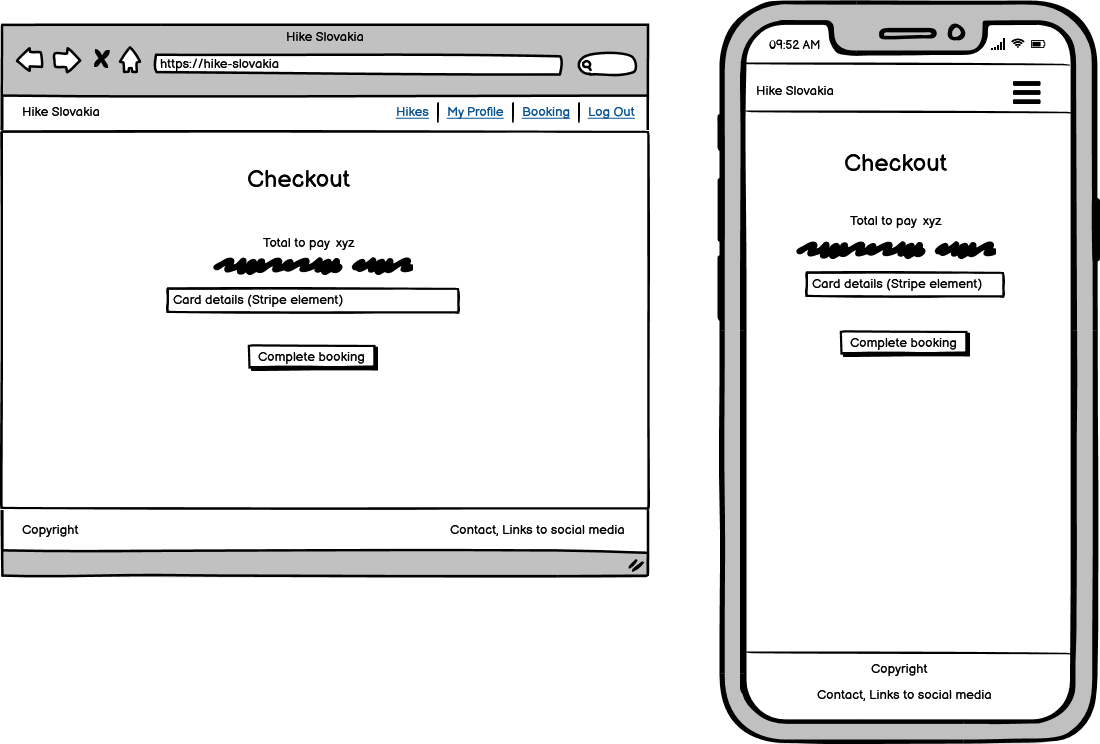 Hike Slovakia
https://hike-slovakia
Hike Slovakia
Hikes
My Profile
Booking
Log Out
Checkout
Total to pay xyz
Card details (Stripe element)
Complete booking
Copyright
Contact, Links to social media
09:52 AM
Hike Slovakia
Checkout
Total to pay xyz
Card details (Stripe element)
Complete booking
Copyright
Contact, Links to social media